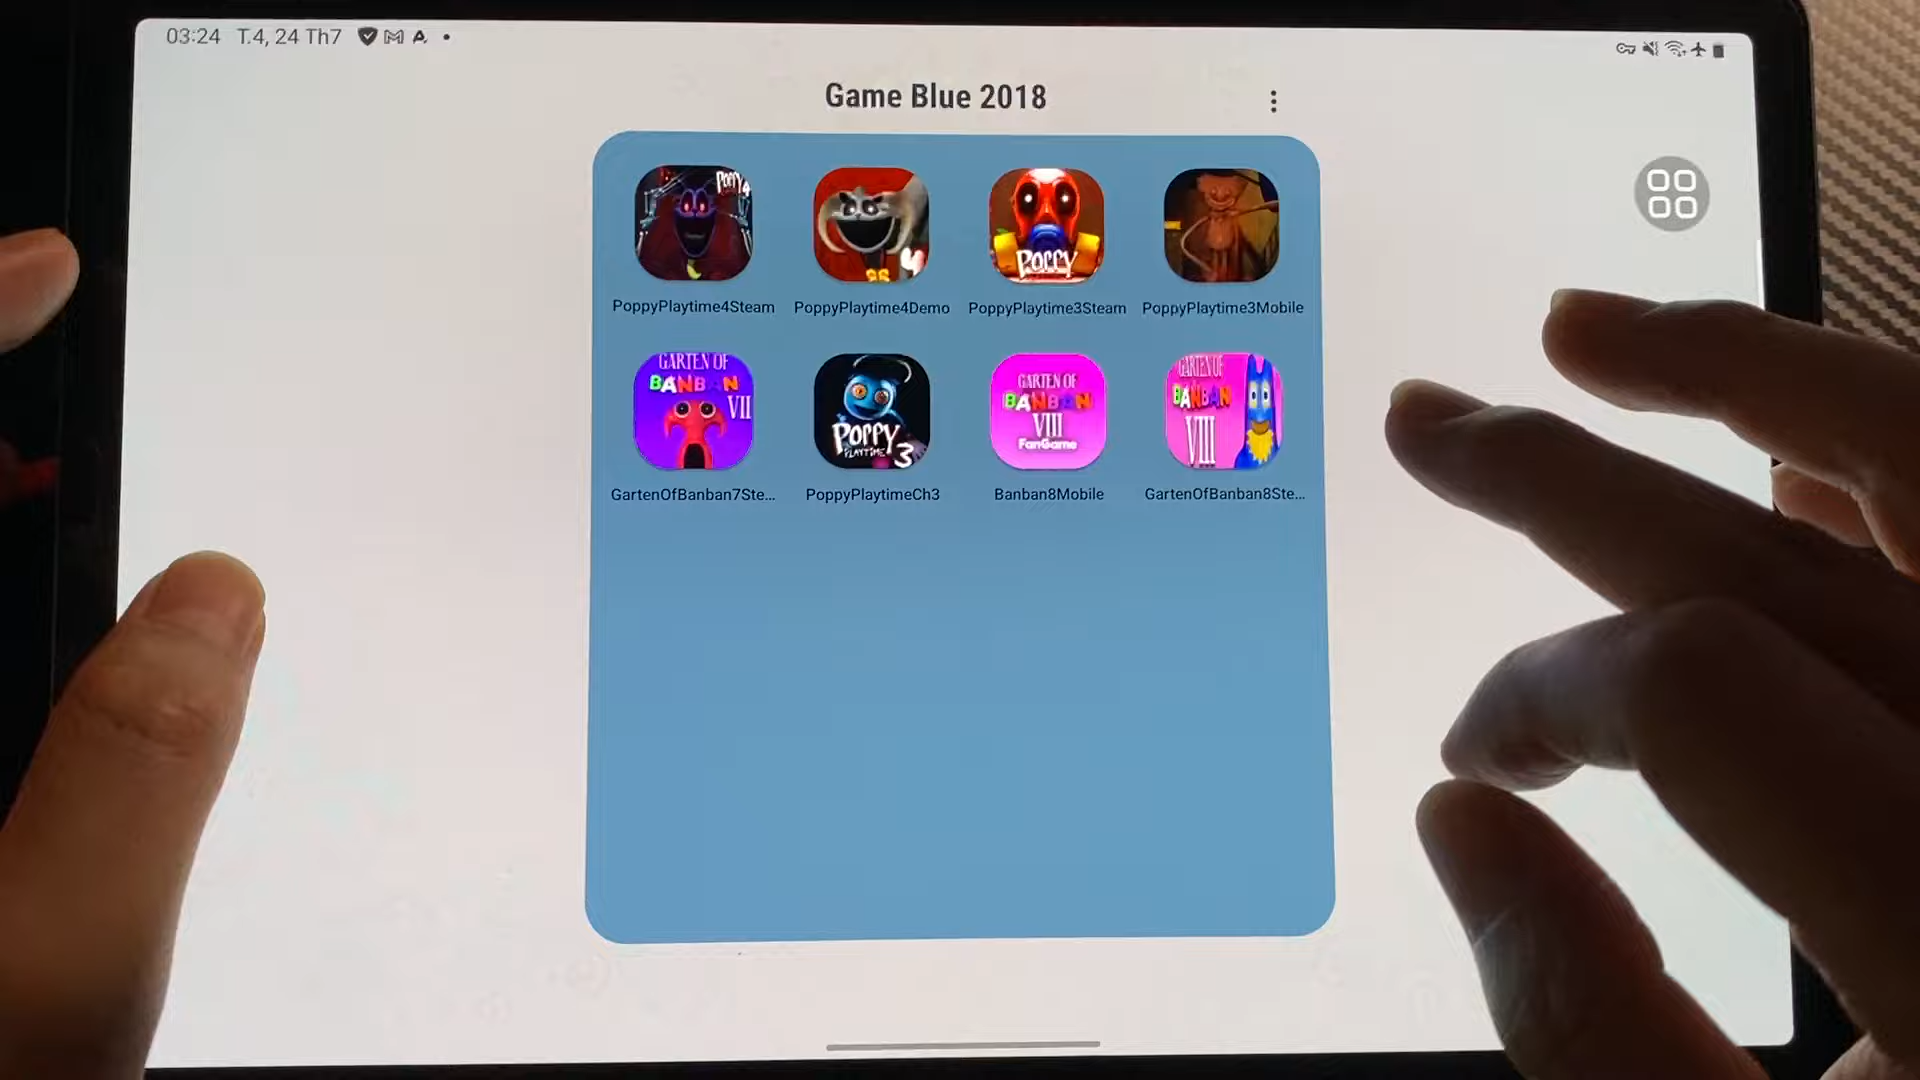 03:24 T.4, 24 Th7
Game Blue 2018
POPPY 4
POPPY
PoppyPlaytime4Steam
PoppyPlaytime4Demo
PoppyPlaytime3Steam
PoppyPlaytime3Mobile
GARTEN OF
BANBAN
VII
POPPY
PLAYTIME
3
GARTEN OF
BANBAN
VIII
FanGame
GARTEN OF
BANBAN
VIII
GartenOfBanban7Ste...
PoppyPlaytimeCh3
Banban8Mobile
GartenOfBanban8Ste...